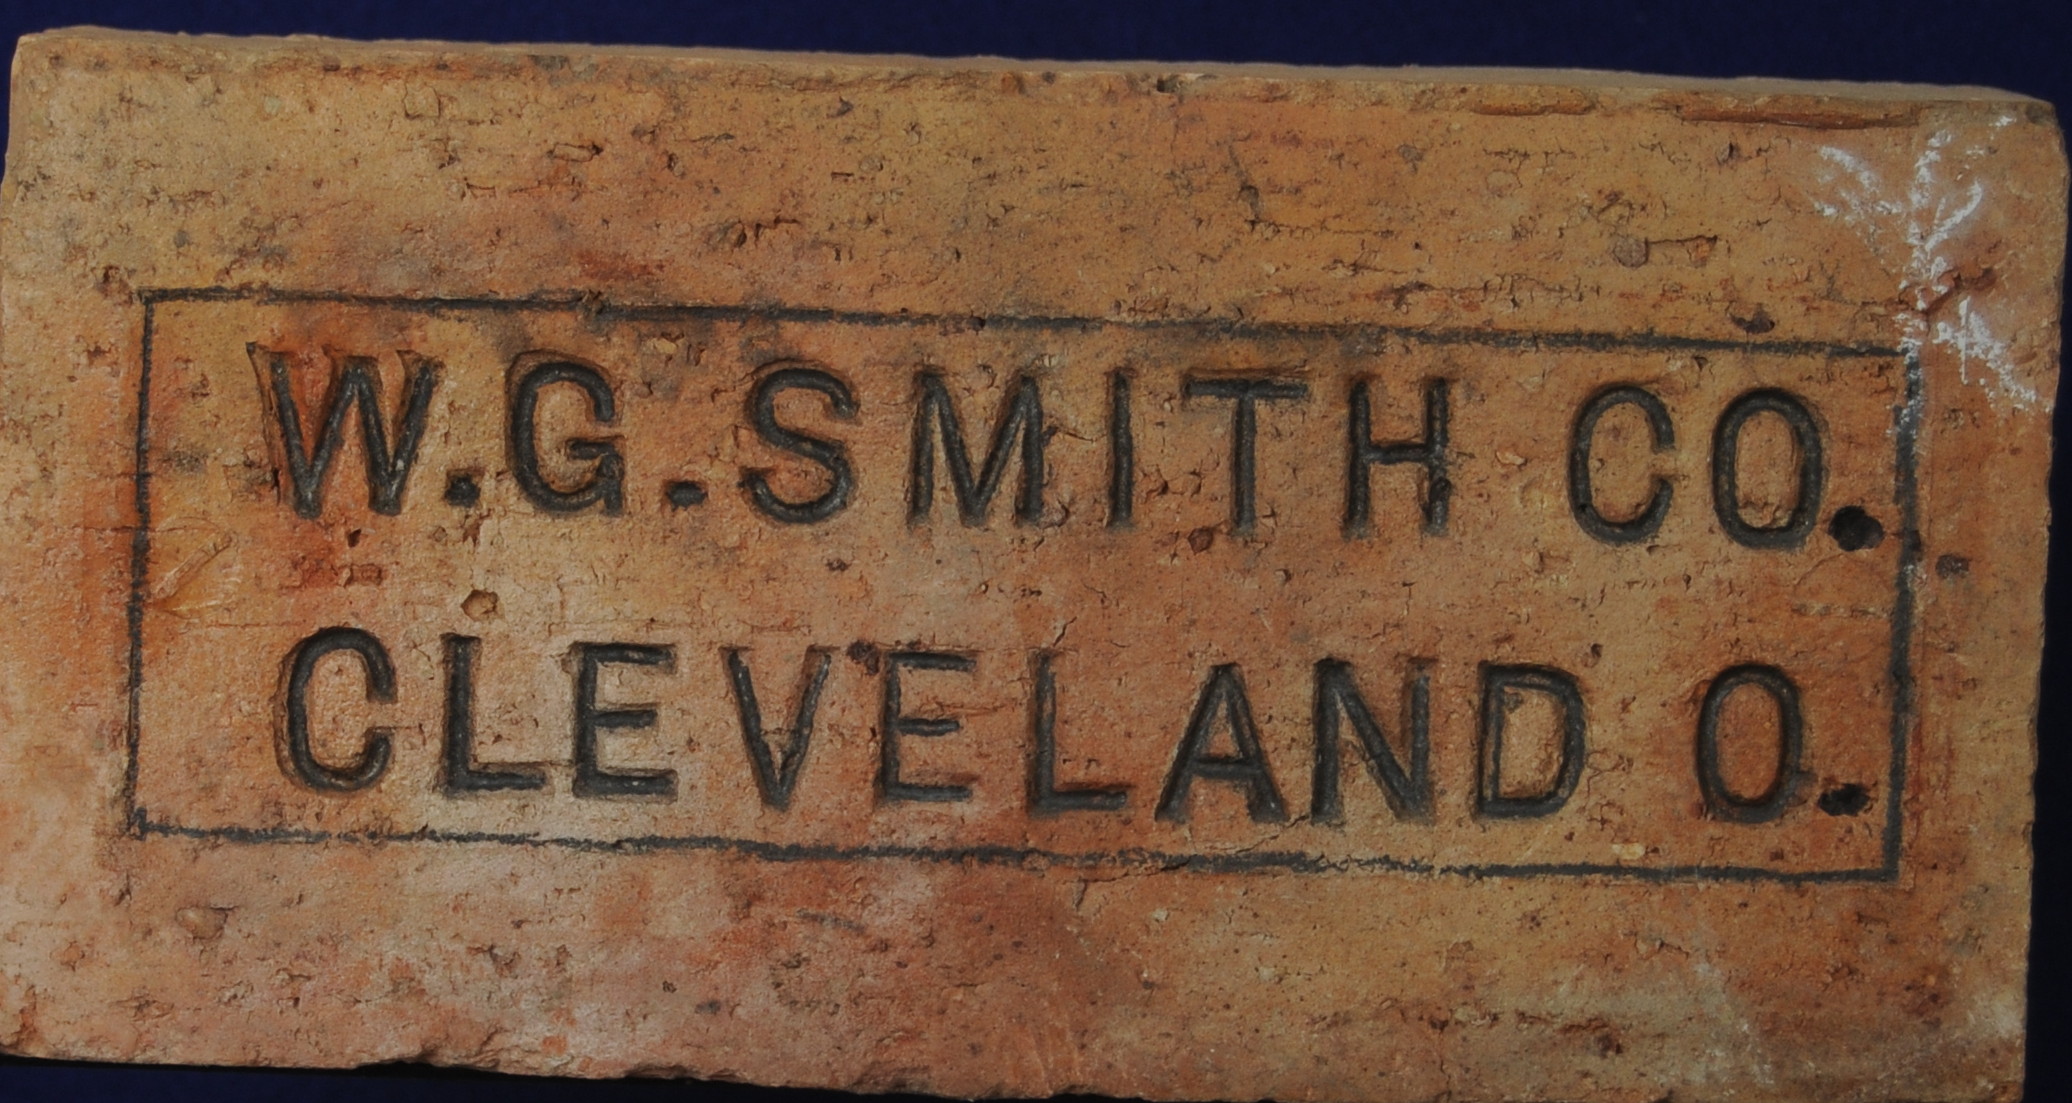 W.G.SMITH CO.
CLEVELAND O.